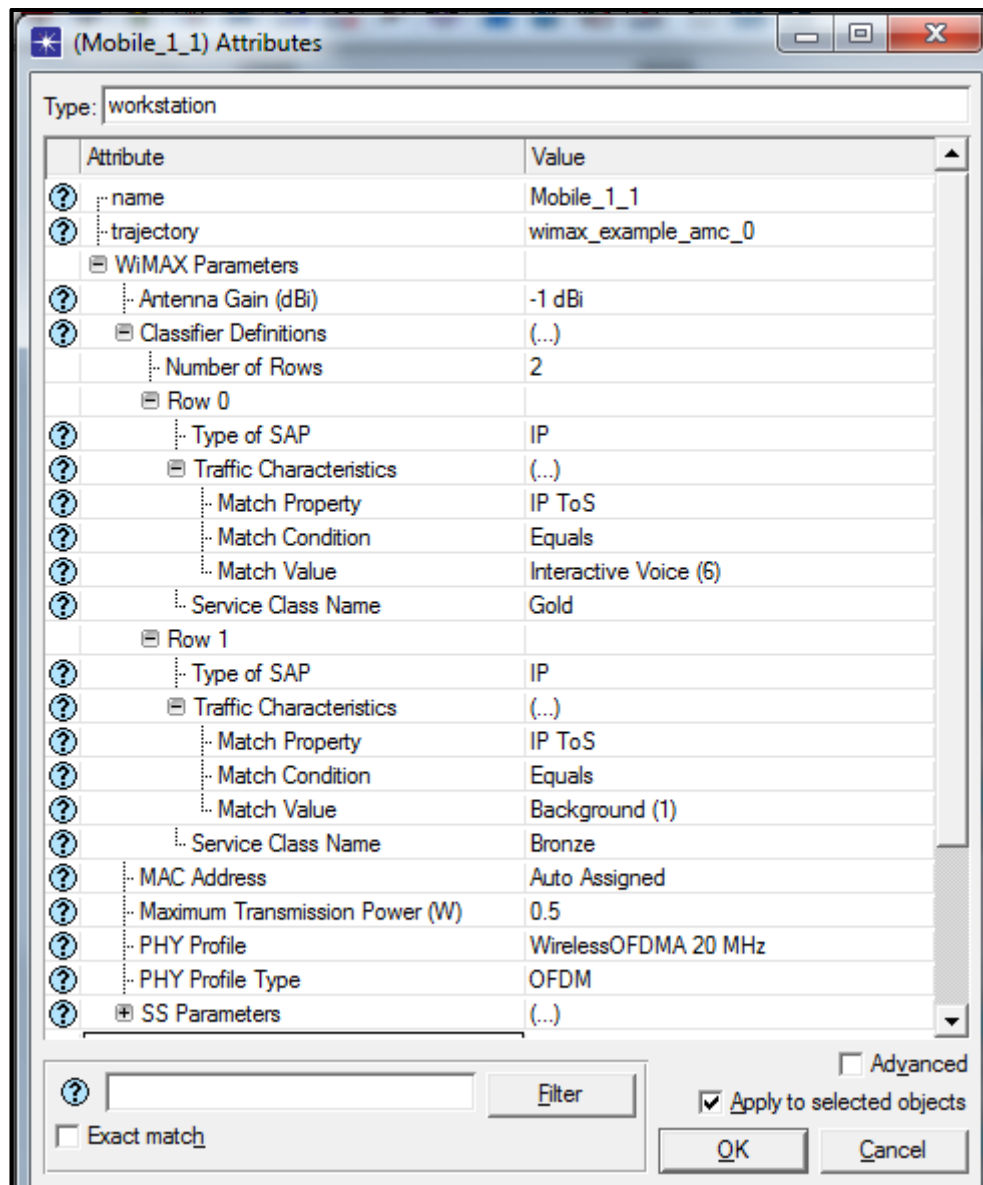 (Mobile_1_1) Attributes
Type: workstation
Attribute Value
name Mobile_1_1
trajectory wimax_example_amc_0
WiMAX Parameters
Antenna Gain (dBi) -1 dBi
Classifier Definitions (...)
Number of Rows 2
Row 0
Type of SAP IP
Traffic Characteristics (...)
Match Property IP ToS
Match Condition Equals
Match Value Interactive Voice (6)
Service Class Name Gold
Row 1
Type of SAP IP
Traffic Characteristics (...)
Match Property IP ToS
Match Condition Equals
Match Value Background (1)
Service Class Name Bronze
MAC Address Auto Assigned
Maximum Transmission Power (W) 0.5
PHY Profile WirelessOFDMA 20 MHz
PHY Profile Type OFDM
SS Parameters (...)
Advanced
Filter
Apply to selected objects
Exact match
OK Cancel